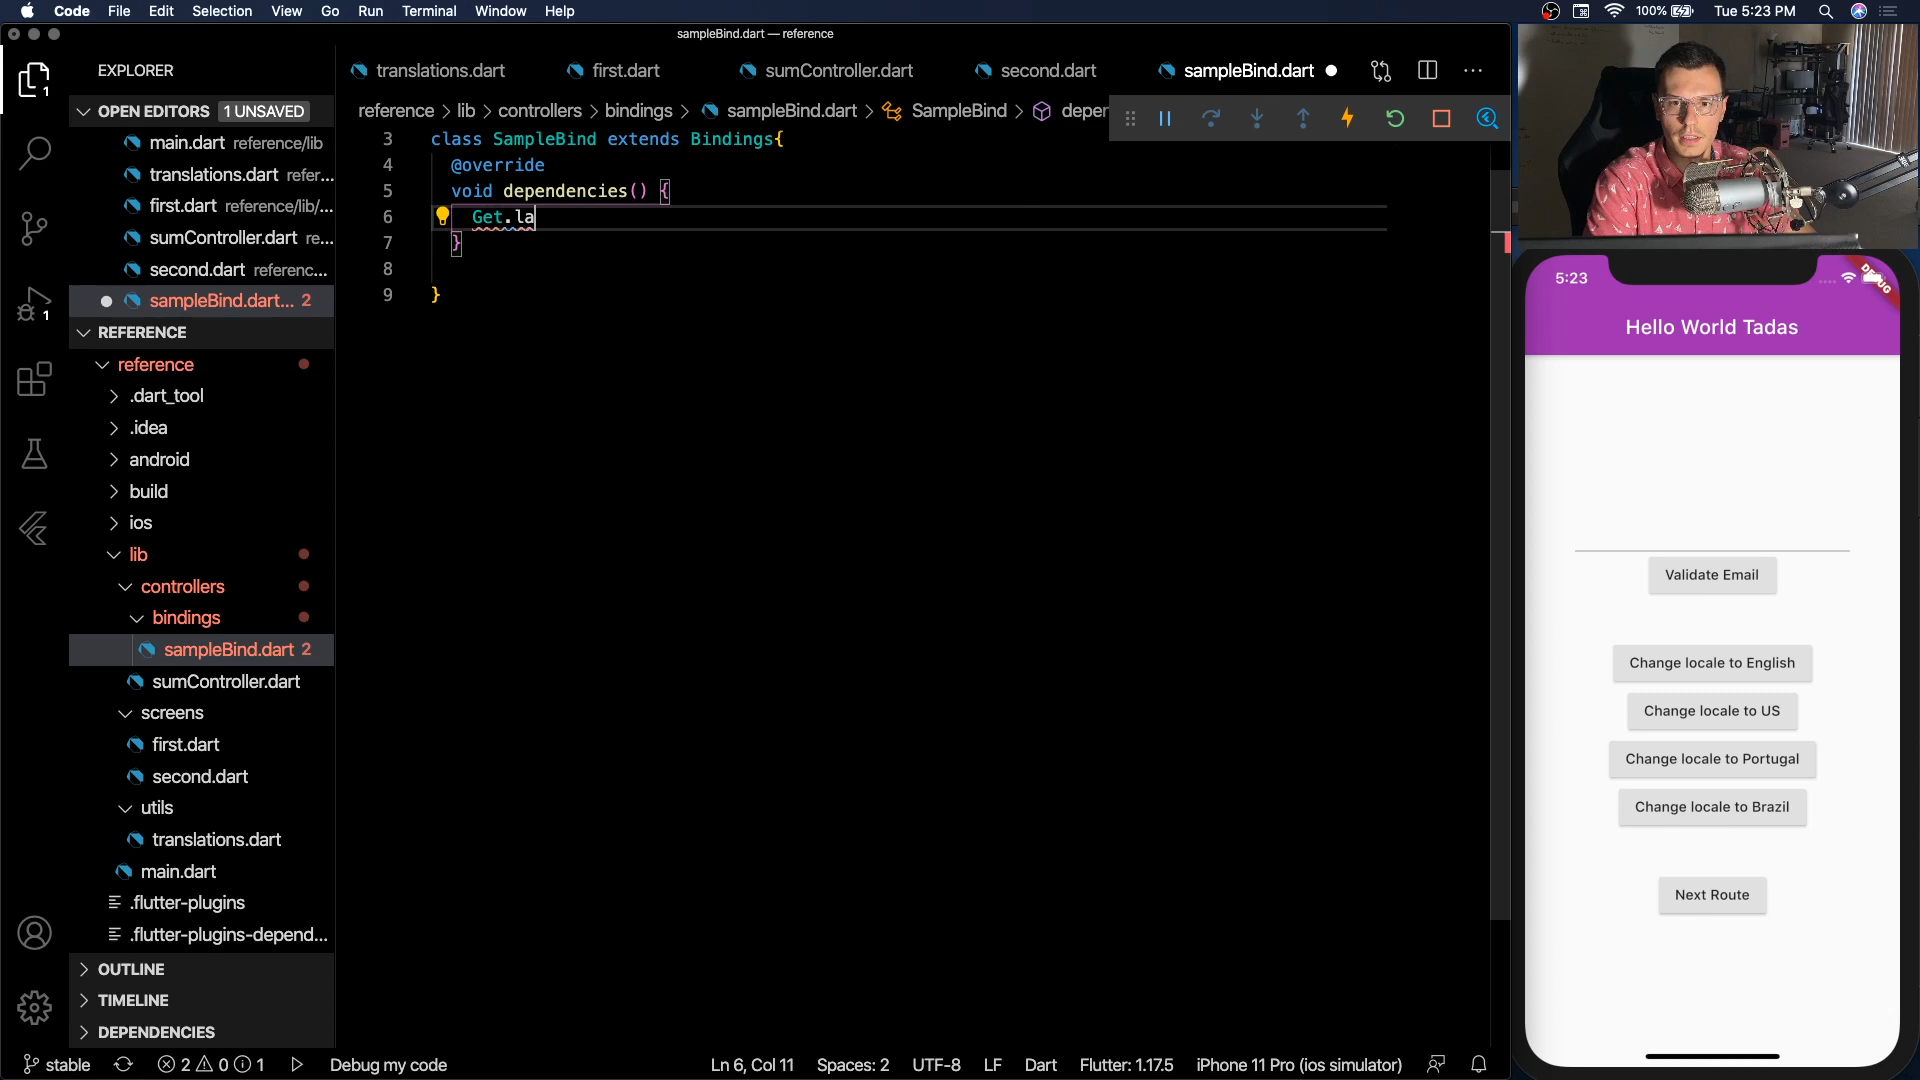 Code File Edit Selection View Go Run Terminal Window Help 100% Tue 5:23 PM
sampleBind.dart — reference
EXPLORER
translations.dart first.dart sumController.dart second.dart sampleBind.dart
OPEN EDITORS 1 UNSAVED
main.dart reference/lib
translations.dart refer...
first.dart reference/lib/...
sumController.dart re...
second.dart referenc...
sampleBind.dart... 2
REFERENCE
reference
.dart_tool
.idea
android
build
ios
lib
controllers
bindings
sampleBind.dart 2
sumController.dart
screens
first.dart
second.dart
utils
translations.dart
main.dart
.flutter-plugins
.flutter-plugins-depend...
OUTLINE
TIMELINE
DEPENDENCIES
1
1
reference > lib > controllers > bindings > sampleBind.dart > SampleBind > deper
3 class SampleBind extends Bindings{
4 @override
5 void dependencies() {
6 Get.la
7 }
8
9 }
5:23
DEBUG
Hello World Tadas
Validate Email
Change locale to English
Change locale to US
Change locale to Portugal
Change locale to Brazil
Next Route
stable 2 0 1 Debug my code Ln 6, Col 11 Spaces: 2 UTF-8 LF Dart Flutter: 1.17.5 iPhone 11 Pro (ios simulator)